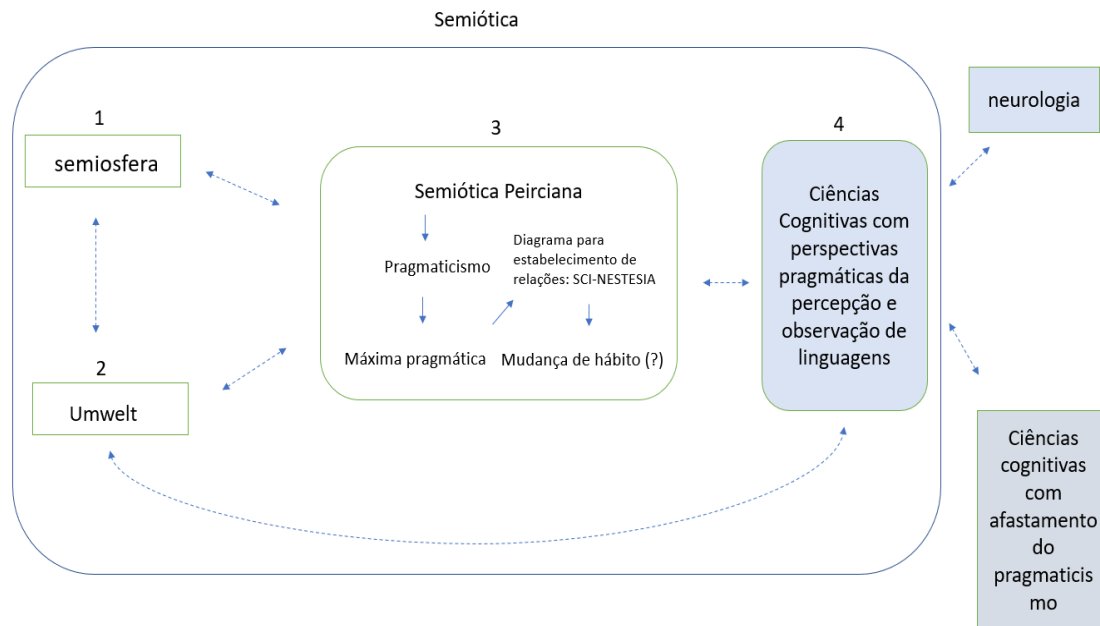 Semiótica
1
semiosfera
2
Umwelt
3
Semiótica Peirciana
Pragmaticismo
Máxima pragmática
Diagrama para
estabelecimento de
relações: SCI-NESTESIA
Mudança de hábito (?)
4
Ciências
Cognitivas com
perspectivas
pragmáticas da
percepção e
observação de
linguagens
neurologia
Ciências
cognitivas
com
afastamento
do
pragmaticis
mo